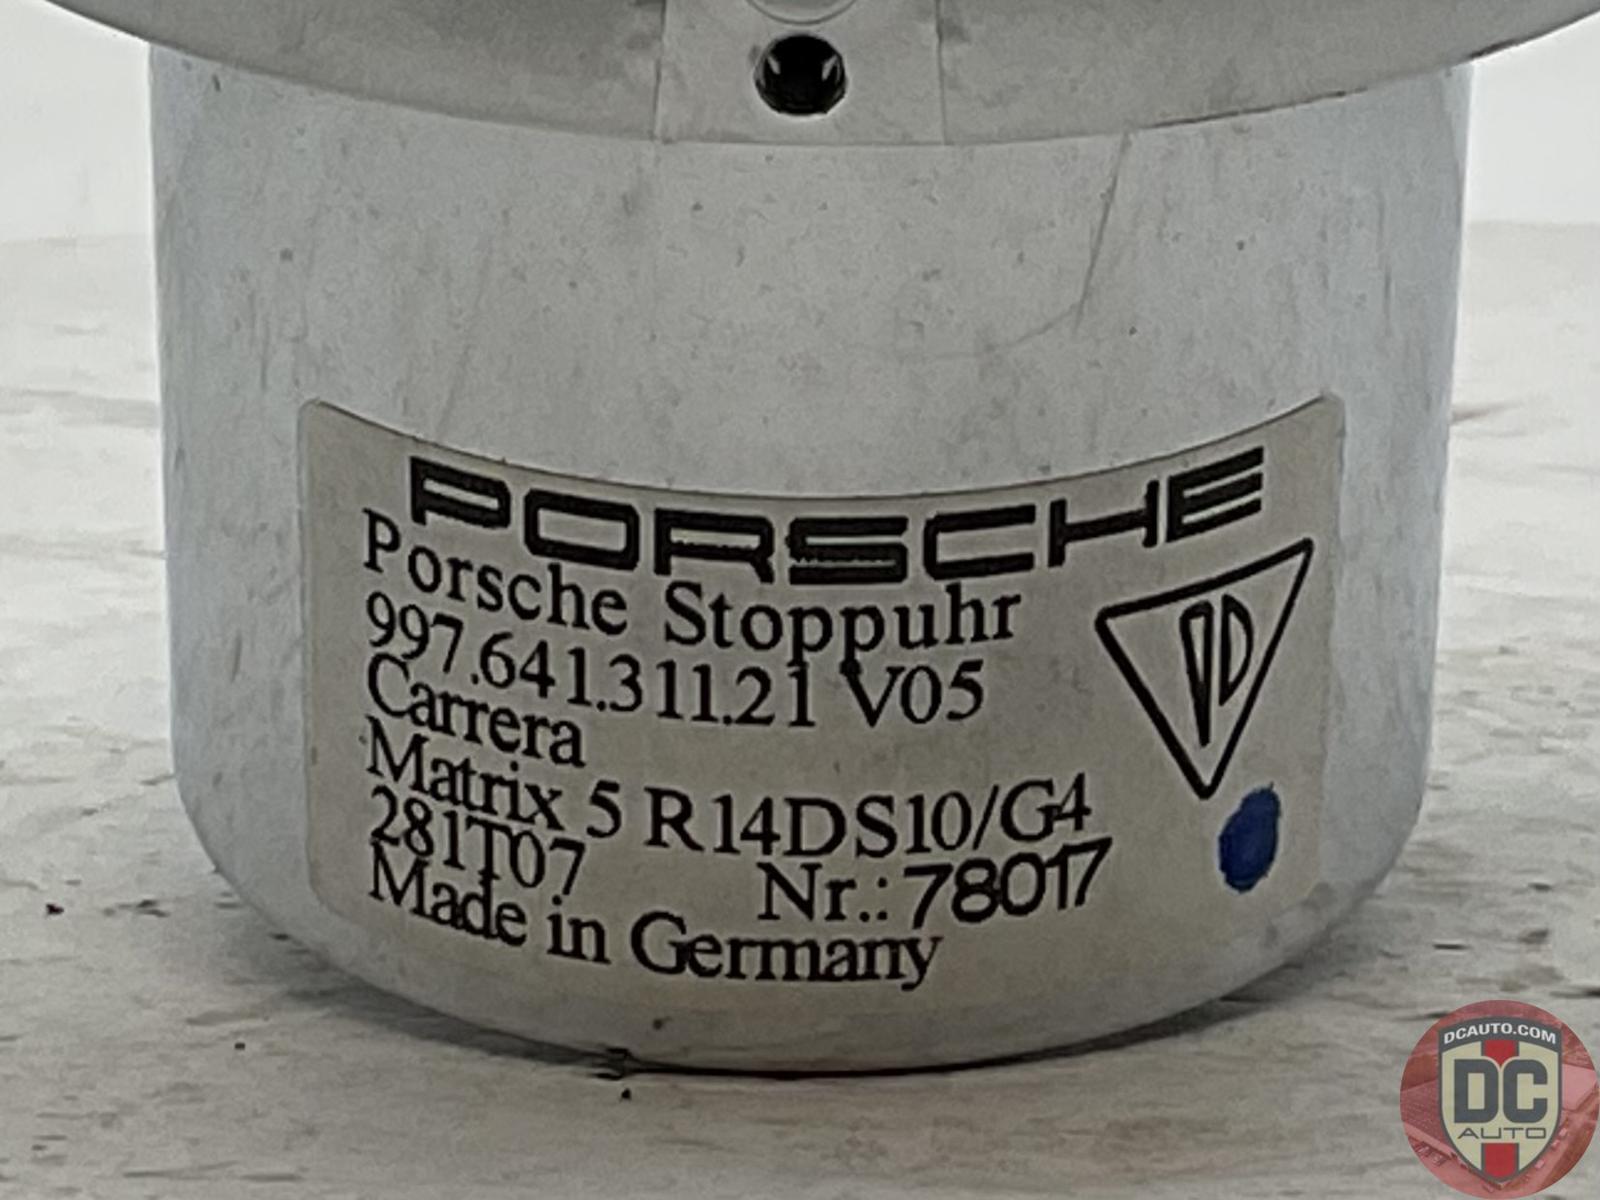 PORSCHE
Porsche Stoppuhr
997.641.311.21 V05
Carrera
Matrix 5 R14DS10/G4
281T07 Nr.: 78017
Made in Germany
DCAUTO.COM
DC
AUTO